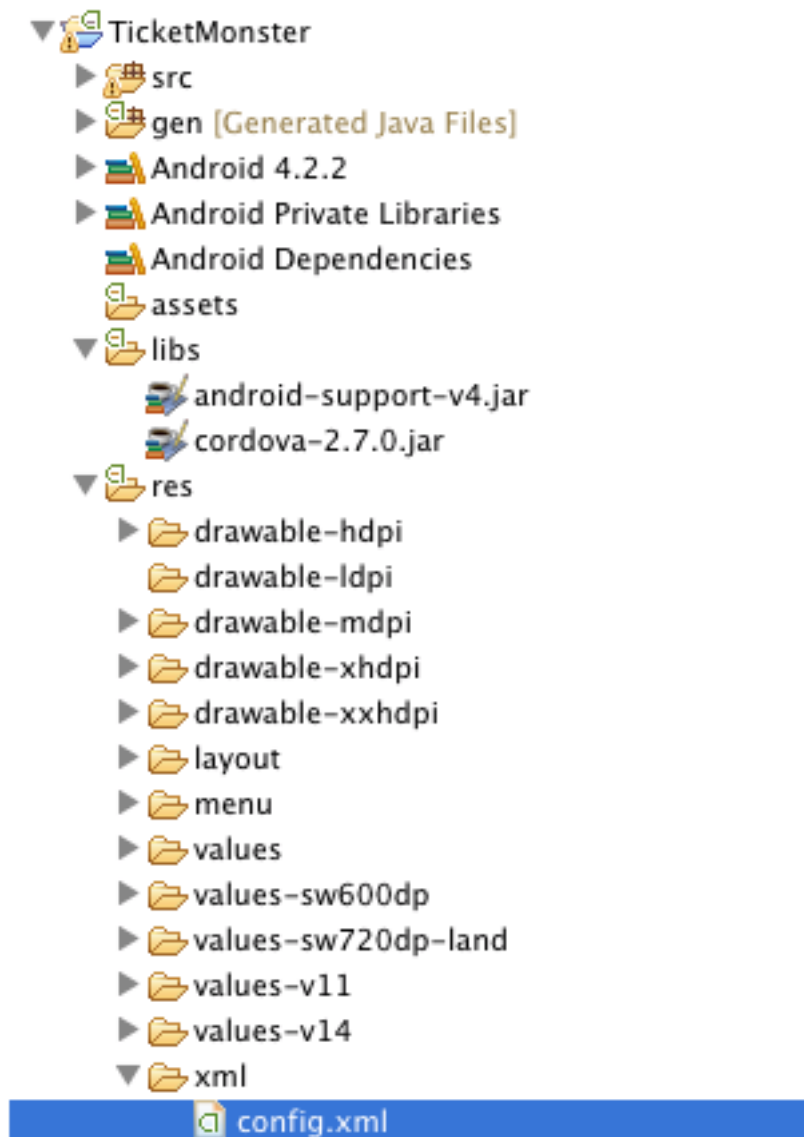 TicketMonster
src
gen [Generated Java Files]
Android 4.2.2
Android Private Libraries
Android Dependencies
assets
libs
android-support-v4.jar
cordova-2.7.0.jar
res
drawable-hdpi
drawable-ldpi
drawable-mdpi
drawable-xhdpi
drawable-xxhdpi
layout
menu
values
values-sw600dp
values-sw720dp-land
values-v11
values-v14
xml
config.xml